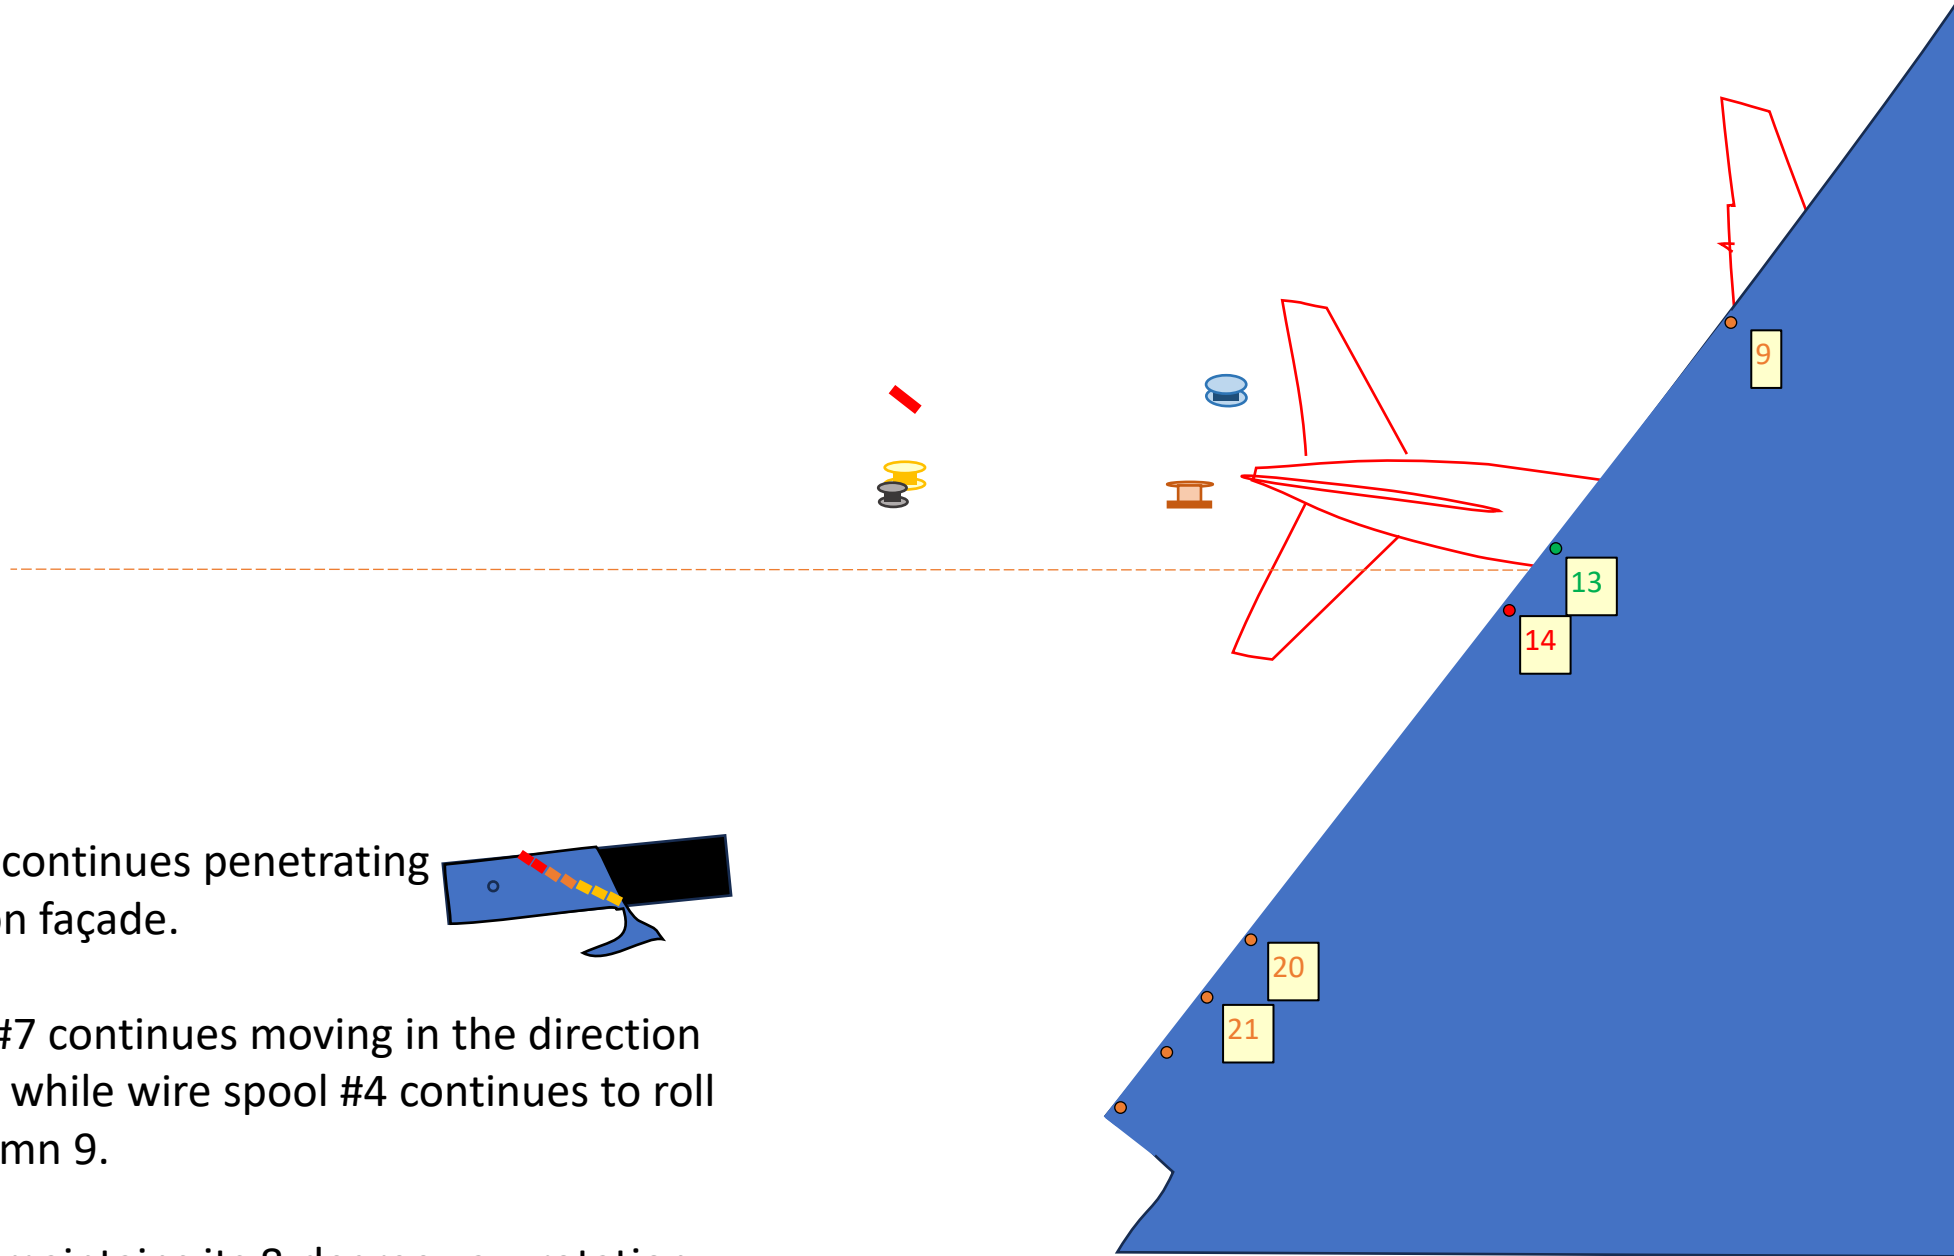 9
13
14
continues penetrating
façade.
20
#7 continues moving in the direction
21
while wire spool #4 continues to roll
9.
8